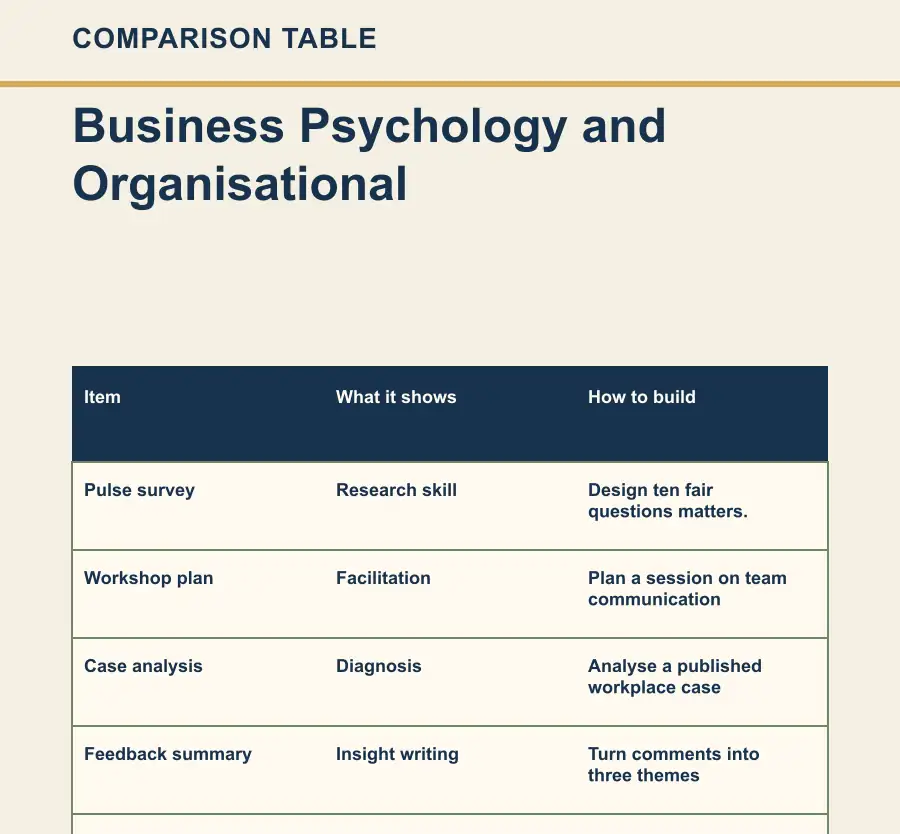 COMPARISON TABLE
Business Psychology and
Organisational
Item What it shows How to build
Pulse survey Research skill Design ten fair
questions matters.
Workshop plan Facilitation Plan a session on team
communication
Case analysis Diagnosis Analyse a published
workplace case
Feedback summary Insight writing Turn comments into
three themes